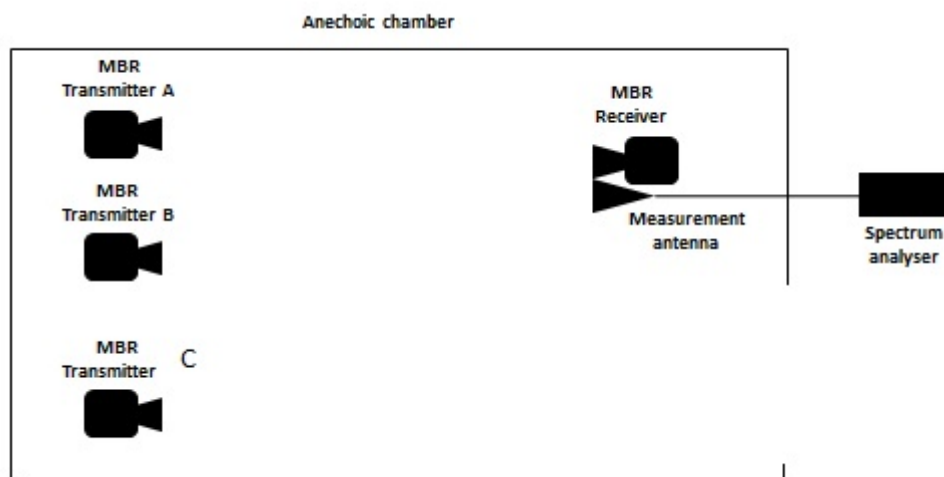 Anechoic chamber
MBR
Transmitter A
MBR
Receiver
MBR
Transmitter B
Measurement
antenna
Spectrum
analyser
MBR
Transmitter C